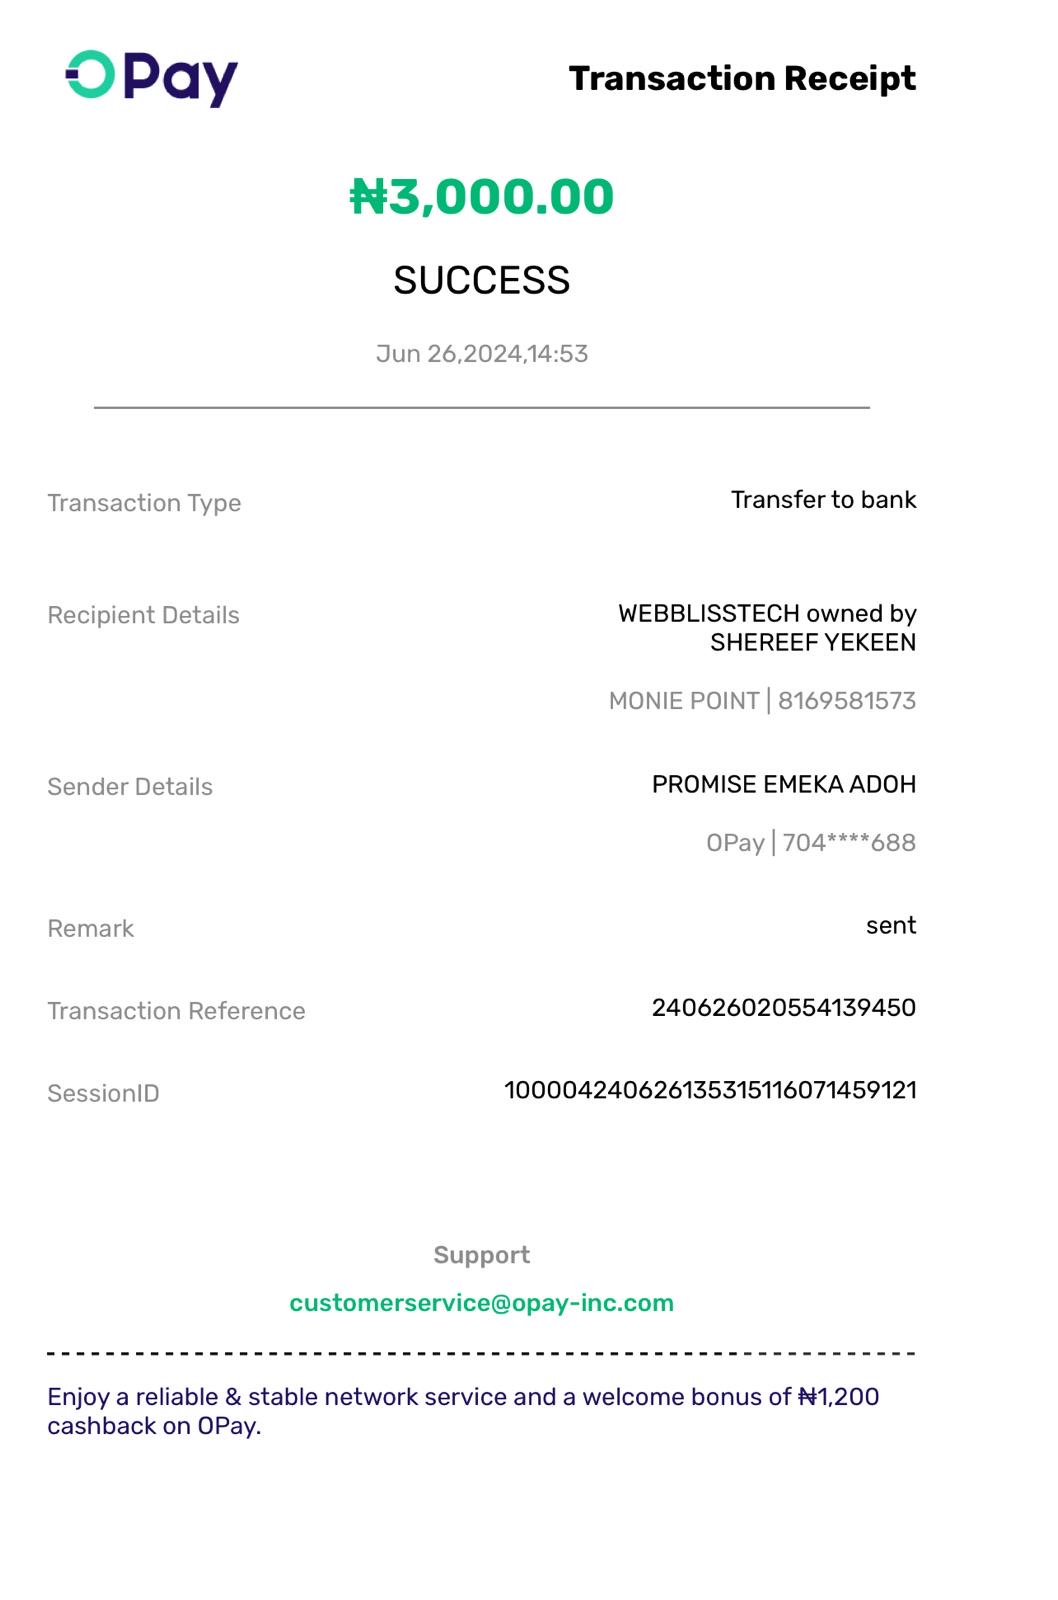 OPay
Transaction Receipt
₦3,000.00
SUCCESS
Jun 26,2024,14:53
Transaction Type
Transfer to bank
Recipient Details
WEBBLISSTECH owned by
SHEREEF YEKEEN
MONIE POINT | 8169581573
Sender Details
PROMISE EMEKA ADOH
OPay | 704****688
Remark
sent
Transaction Reference
240626020554139450
SessionID
100004240626135315116071459121
Support
customerservice@opay-inc.com
Enjoy a reliable & stable network service and a welcome bonus of ₦1,200
cashback on OPay.